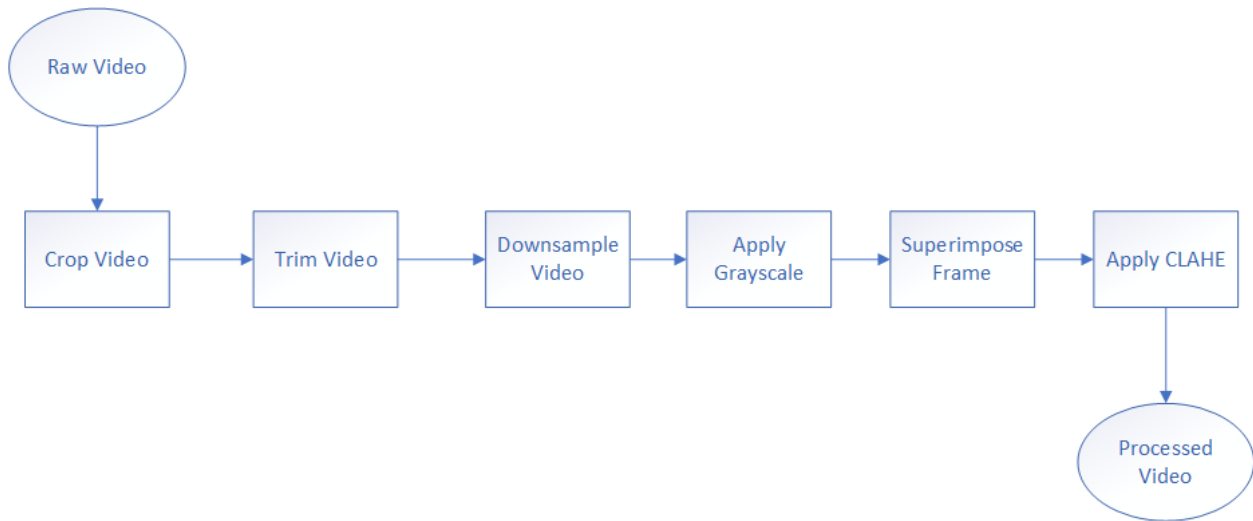 Raw Video
Crop Video
Trim Video
Downsample
Video
Apply
Grayscale
Superimpose
Frame
Apply CLAHE
Processed
Video